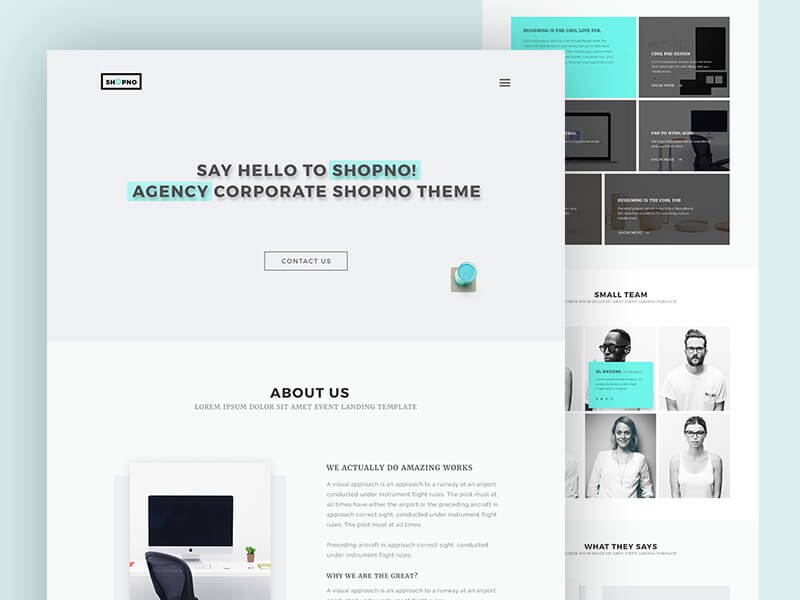 SHOPNO
SAY HELLO TO SHOPNO!
AGENCY CORPORATE SHOPNO THEME
CONTACT US
ABOUT US
LOREM IPSUM DOLOR SIT AMET EVENT LANDING TEMPLATE
WE ACTUALLY DO AMAZING WORKS
A visual approach is an approach to a runway at an airport
conducted under instrument flight rules. The pilot must at
all times have either the airport or the preceding aircraft in
approach correct sight. conducted under instrument flight
rules. The pilot must at all times.
Preceding aircraft in approach correct sight. conducted
under instrument flight rules.
WHY WE ARE THE GREAT?
A visual approach is an approach to a runway at an airport
DESIGNING IS THE COOL LOVE FOR.
COOL PSD DESIGN
KNOW MORE
COOL
PSD TO HTML
KNOW MORE
DESIGNING IS THE COOL FOR
KNOW MORE
SMALL TEAM
LOREM IPSUM DOLOR SIT AMET EVENT LANDING TEMPLATE
AL RAYHAN
WHAT THEY SAYS
LOREM IPSUM DOLOR SIT AMET EVENT LANDING TEMPLATE